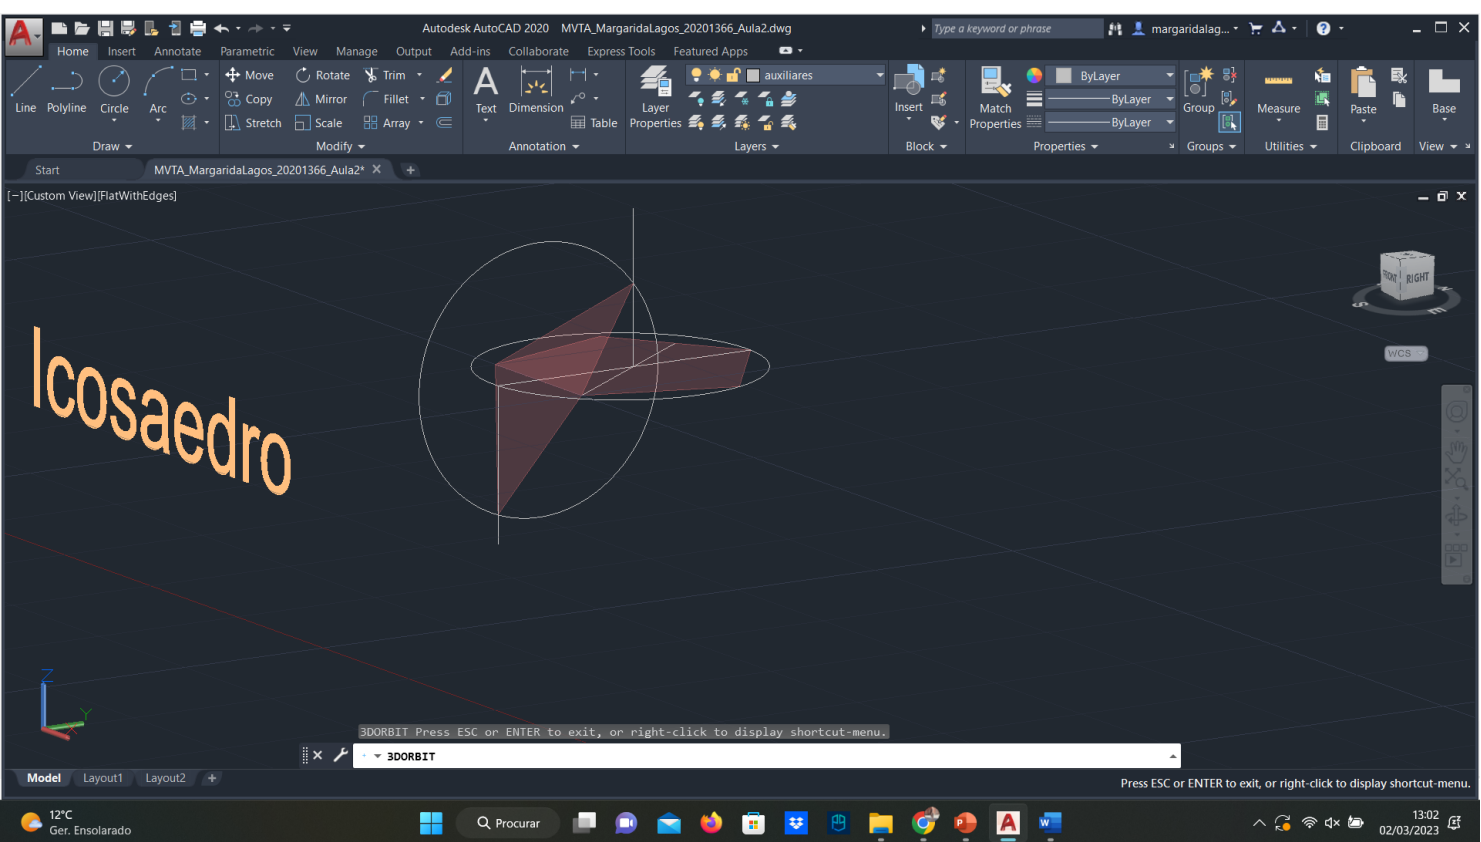 Autodesk AutoCAD 2020 MVTA_MargaridaLagos_20201366_Aula2.dwg
Type a keyword or phrase
margaridalag...
Home Insert Annotate Parametric View Manage Output Add-ins Collaborate Express Tools Featured Apps
Move Rotate Trim
auxiliares
ByLayer
Line Polyline Circle Arc
Copy Mirror Fillet
Text Dimension
Layer
Properties
Insert
Match
Properties
ByLayer
Group
Measure
Paste
Base
Stretch Scale Array
Table
ByLayer
Draw Modify Annotation Layers Block Properties Groups Utilities Clipboard View
Start MVTA_MargaridaLagos_20201366_Aula2*
[−][Custom View][FlatWithEdges]
FRONT RIGHT
S E
WCS
Icosaedro
Z
Y
X
3DORBIT Press ESC or ENTER to exit, or right-click to display shortcut-menu.
3DORBIT
Model Layout1 Layout2
Press ESC or ENTER to exit, or right-click to display shortcut-menu.
12°C
Ger. Ensolarado
Procurar
13:02
02/03/2023